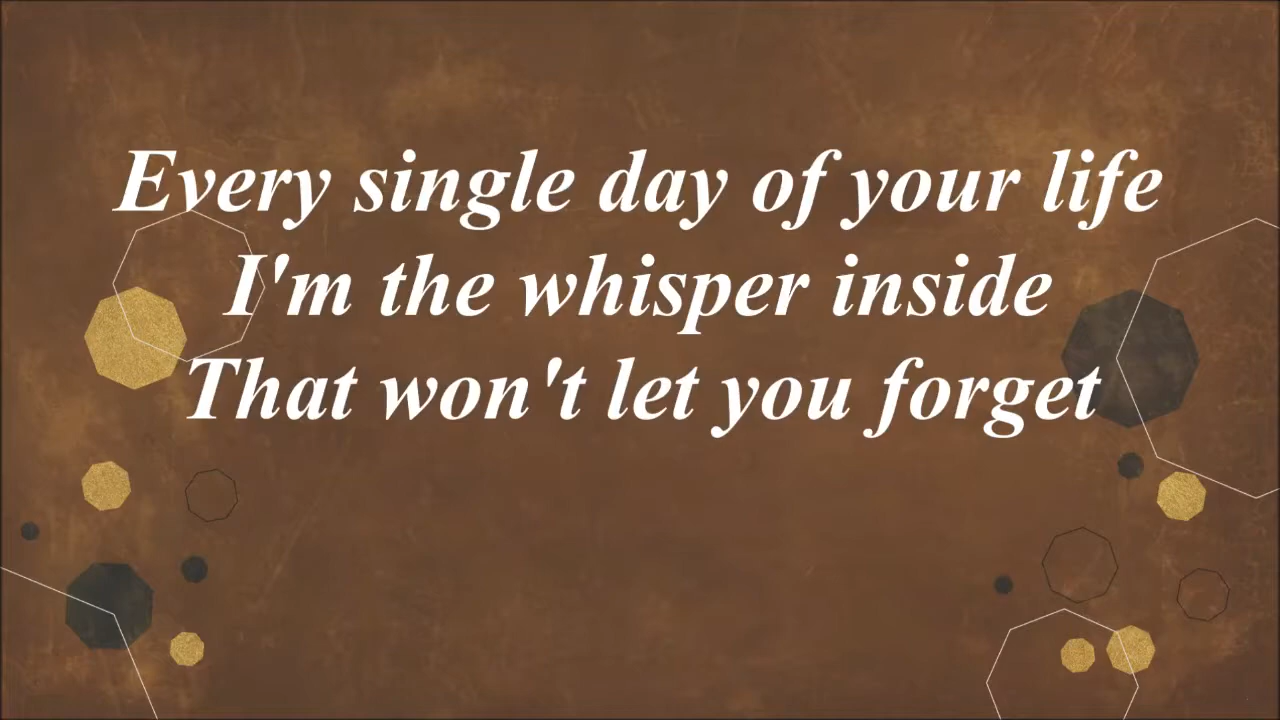 Every single day of your life
I'm the whisper inside
That won't let you forget